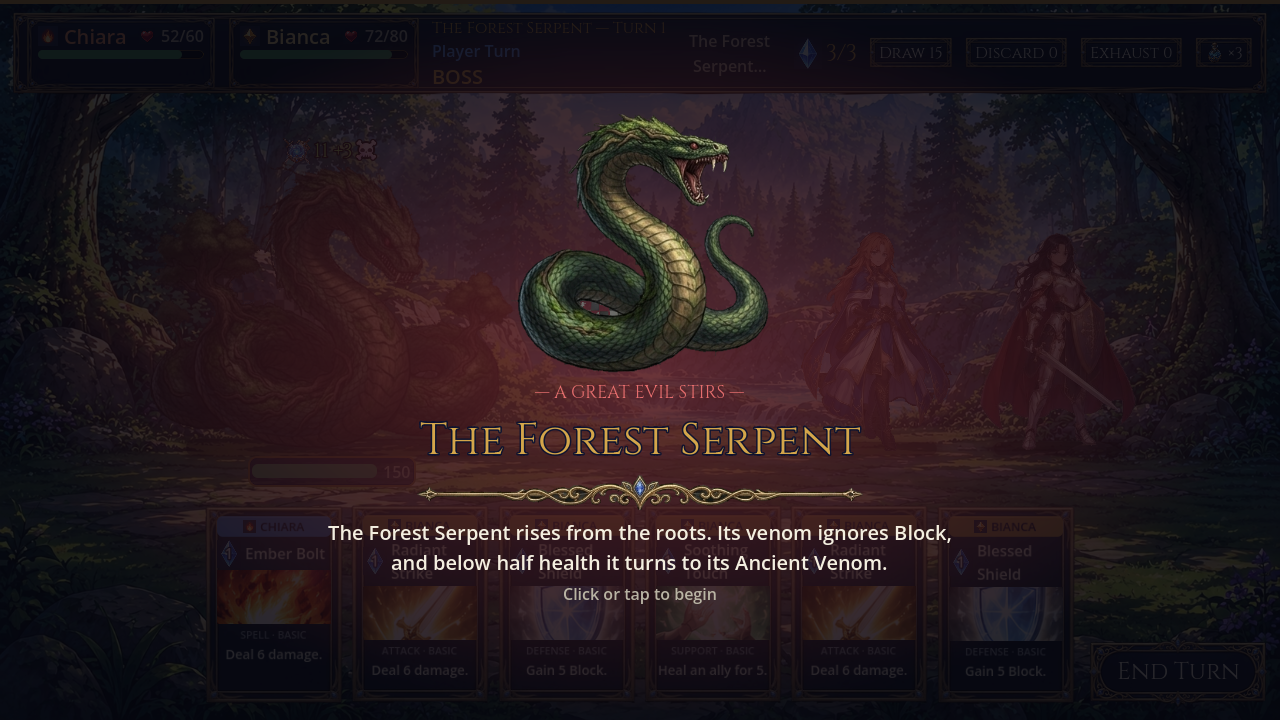 Chiara 52/60
Bianca 72/80
The Forest Serpent — Turn 1
Player Turn
BOSS
The Forest
Serpent...
3/3
Draw 15
Discard 0
Exhaust 0
×3
— A GREAT EVIL STIRS —
The Forest Serpent
150
The Forest Serpent rises from the roots. Its venom ignores Block,
and below half health it turns to its Ancient Venom.
Click or tap to begin
CHIARA
1 Ember Bolt
SPELL · BASIC
Deal 6 damage.
1 Radiant
Strike
ATTACK · BASIC
Deal 6 damage.
Blessed
Shield
DEFENSE · BASIC
Gain 5 Block.
Soothing
Touch
SUPPORT · BASIC
Heal an ally for 5.
Radiant
Strike
ATTACK · BASIC
Deal 6 damage.
BIANCA
1 Blessed
Shield
DEFENSE · BASIC
Gain 5 Block.
End Turn